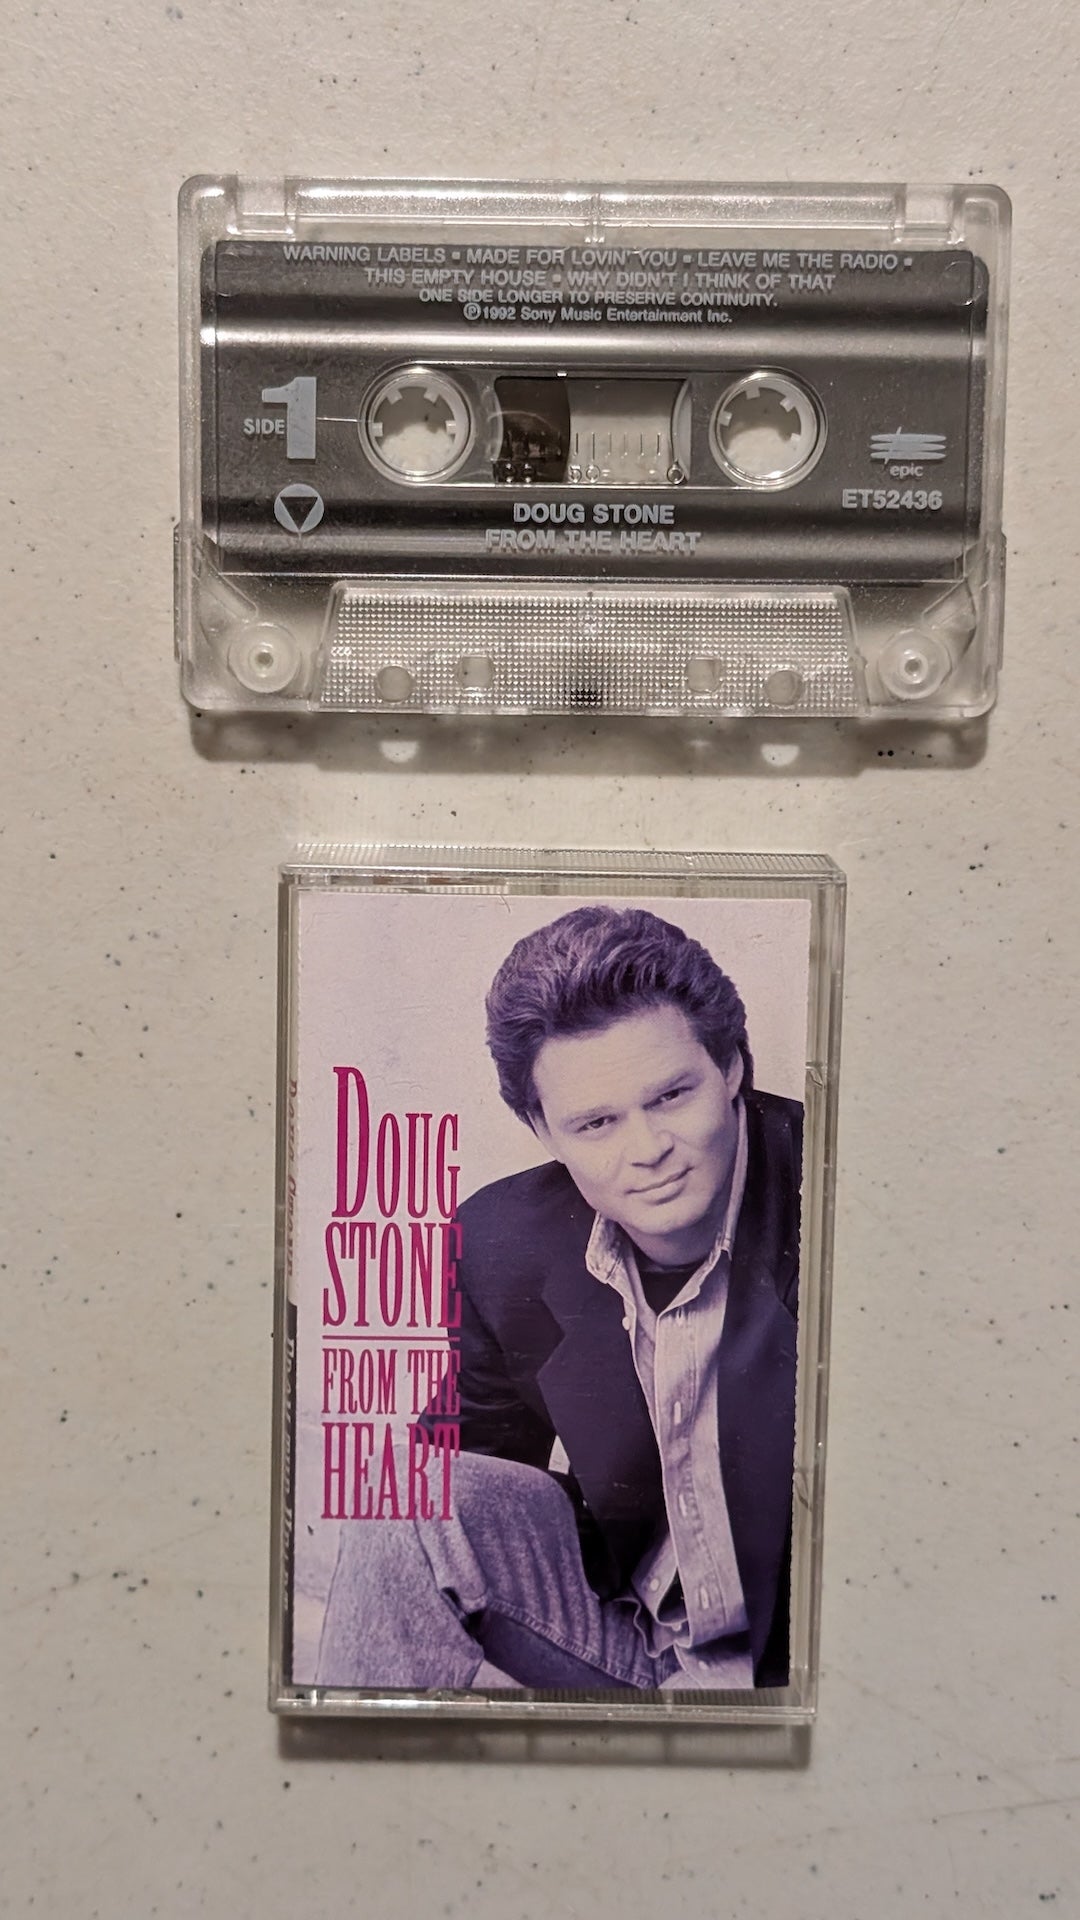 WARNING LABELS ▪ MADE FOR LOVIN' YOU ▪ LEAVE ME THE RADIO ▪
THIS EMPTY HOUSE ▪ WHY DIDN'T I THINK OF THAT
ONE SIDE LONGER TO PRESERVE CONTINUITY.
℗1992 Sony Music Entertainment Inc.
SIDE 1
epic
ET52436
DOUG STONE
FROM THE HEART
50
0
DOUG
STONE
FROM THE
HEART